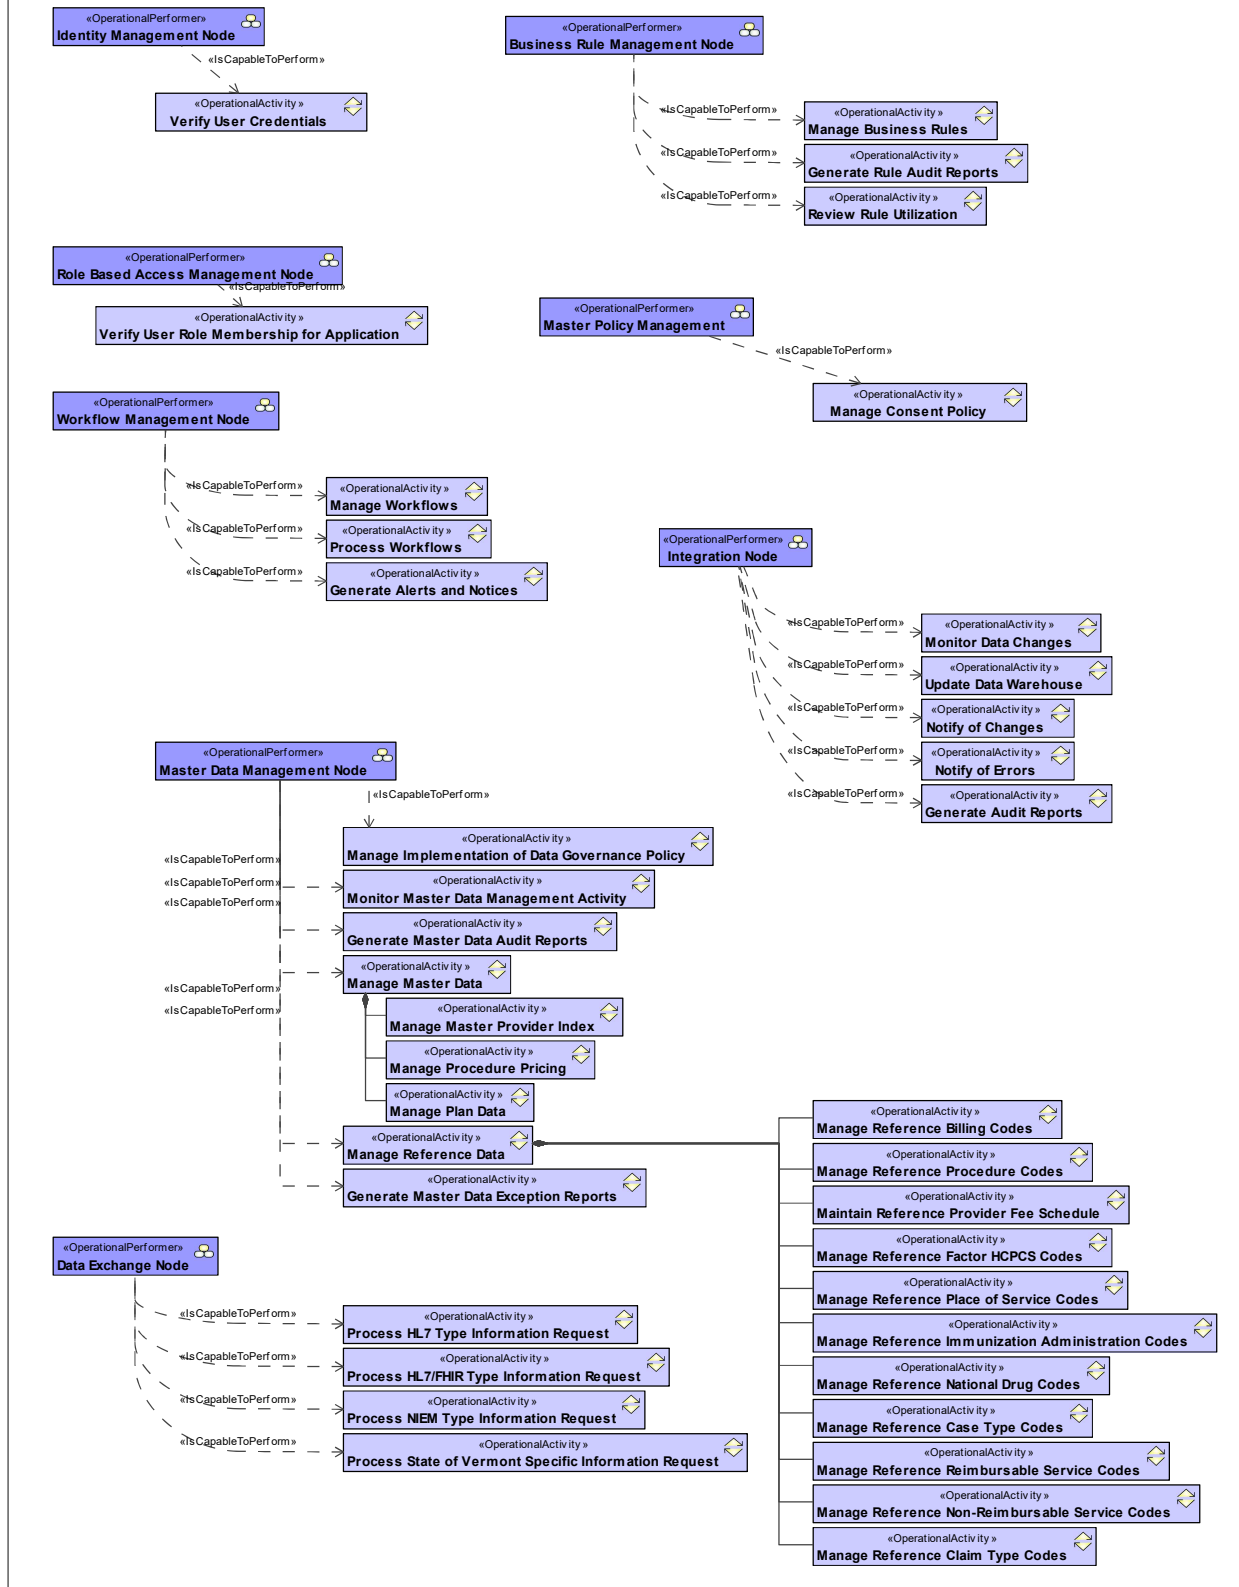 «OperationalPerformer»
Identity Management Node
«IsCapableToPerform»
«OperationalActivity»
Verify User Credentials
«OperationalPerformer»
Business Rule Management Node
«IsCapableToPerform»
«OperationalActivity»
Manage Business Rules
«IsCapableToPerform»
«OperationalActivity»
Generate Rule Audit Reports
«IsCapableToPerform»
«OperationalActivity»
Review Rule Utilization
«OperationalPerformer»
Role Based Access Management Node
«IsCapableToPerform»
«OperationalActivity»
Verify User Role Membership for Application
«OperationalPerformer»
Master Policy Management
«IsCapableToPerform»
«OperationalActivity»
Manage Consent Policy
«OperationalPerformer»
Workflow Management Node
«IsCapableToPerform»
«OperationalActivity»
Manage Workflows
«IsCapableToPerform»
«OperationalActivity»
Process Workflows
«IsCapableToPerform»
«OperationalActivity»
Generate Alerts and Notices
«OperationalPerformer»
Integration Node
«IsCapableToPerform»
«OperationalActivity»
Monitor Data Changes
«IsCapableToPerform»
«OperationalActivity»
Update Data Warehouse
«IsCapableToPerform»
«OperationalActivity»
Notify of Changes
«IsCapableToPerform»
«OperationalActivity»
Notify of Errors
«IsCapableToPerform»
«OperationalActivity»
Generate Audit Reports
«OperationalPerformer»
Master Data Management Node
«IsCapableToPerform»
«OperationalActivity»
Manage Implementation of Data Governance Policy
«IsCapableToPerform»
«IsCapableToPerform»
«OperationalActivity»
Monitor Master Data Management Activity
«IsCapableToPerform»
«OperationalActivity»
Generate Master Data Audit Reports
«OperationalActivity»
Manage Master Data
«IsCapableToPerform»
«IsCapableToPerform»
«OperationalActivity»
Manage Master Provider Index
«OperationalActivity»
Manage Procedure Pricing
«OperationalActivity»
Manage Plan Data
«OperationalActivity»
Manage Reference Data
«OperationalActivity»
Generate Master Data Exception Reports
«OperationalActivity»
Manage Reference Billing Codes
«OperationalActivity»
Manage Reference Procedure Codes
«OperationalActivity»
Maintain Reference Provider Fee Schedule
«OperationalActivity»
Manage Reference Factor HCPCS Codes
«OperationalActivity»
Manage Reference Place of Service Codes
«OperationalActivity»
Manage Reference Immunization Administration Codes
«OperationalActivity»
Manage Reference National Drug Codes
«OperationalActivity»
Manage Reference Case Type Codes
«OperationalActivity»
Manage Reference Reimbursable Service Codes
«OperationalActivity»
Manage Reference Non-Reimbursable Service Codes
«OperationalActivity»
Manage Reference Claim Type Codes
«OperationalPerformer»
Data Exchange Node
«IsCapableToPerform»
«OperationalActivity»
Process HL7 Type Information Request
«IsCapableToPerform»
«OperationalActivity»
Process HL7/FHIR Type Information Request
«IsCapableToPerform»
«OperationalActivity»
Process NIEM Type Information Request
«IsCapableToPerform»
«OperationalActivity»
Process State of Vermont Specific Information Request